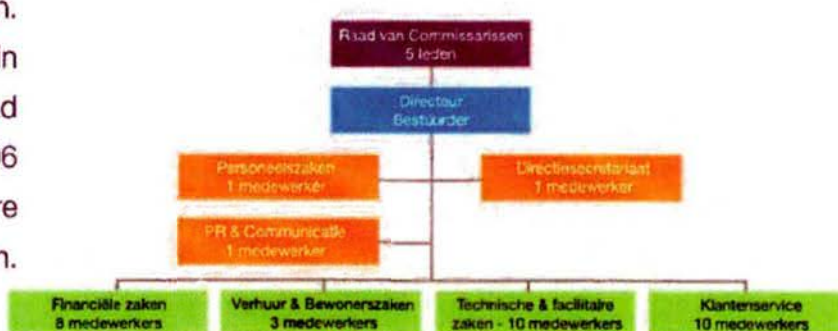 n.
in
d
6
re
n.
Raad van Commissarissen
5 leden
Directeur
Bestuurder
Personeelszaken
1 medewerker
Directiesecretariaat
1 medewerker
PR & Communicatie
1 medewerker
Financiële zaken
8 medewerkers
Verhuur & Bewonerszaken
3 medewerkers
Technische & facilitaire
zaken - 10 medewerkers
Klantenservice
10 medewerkers